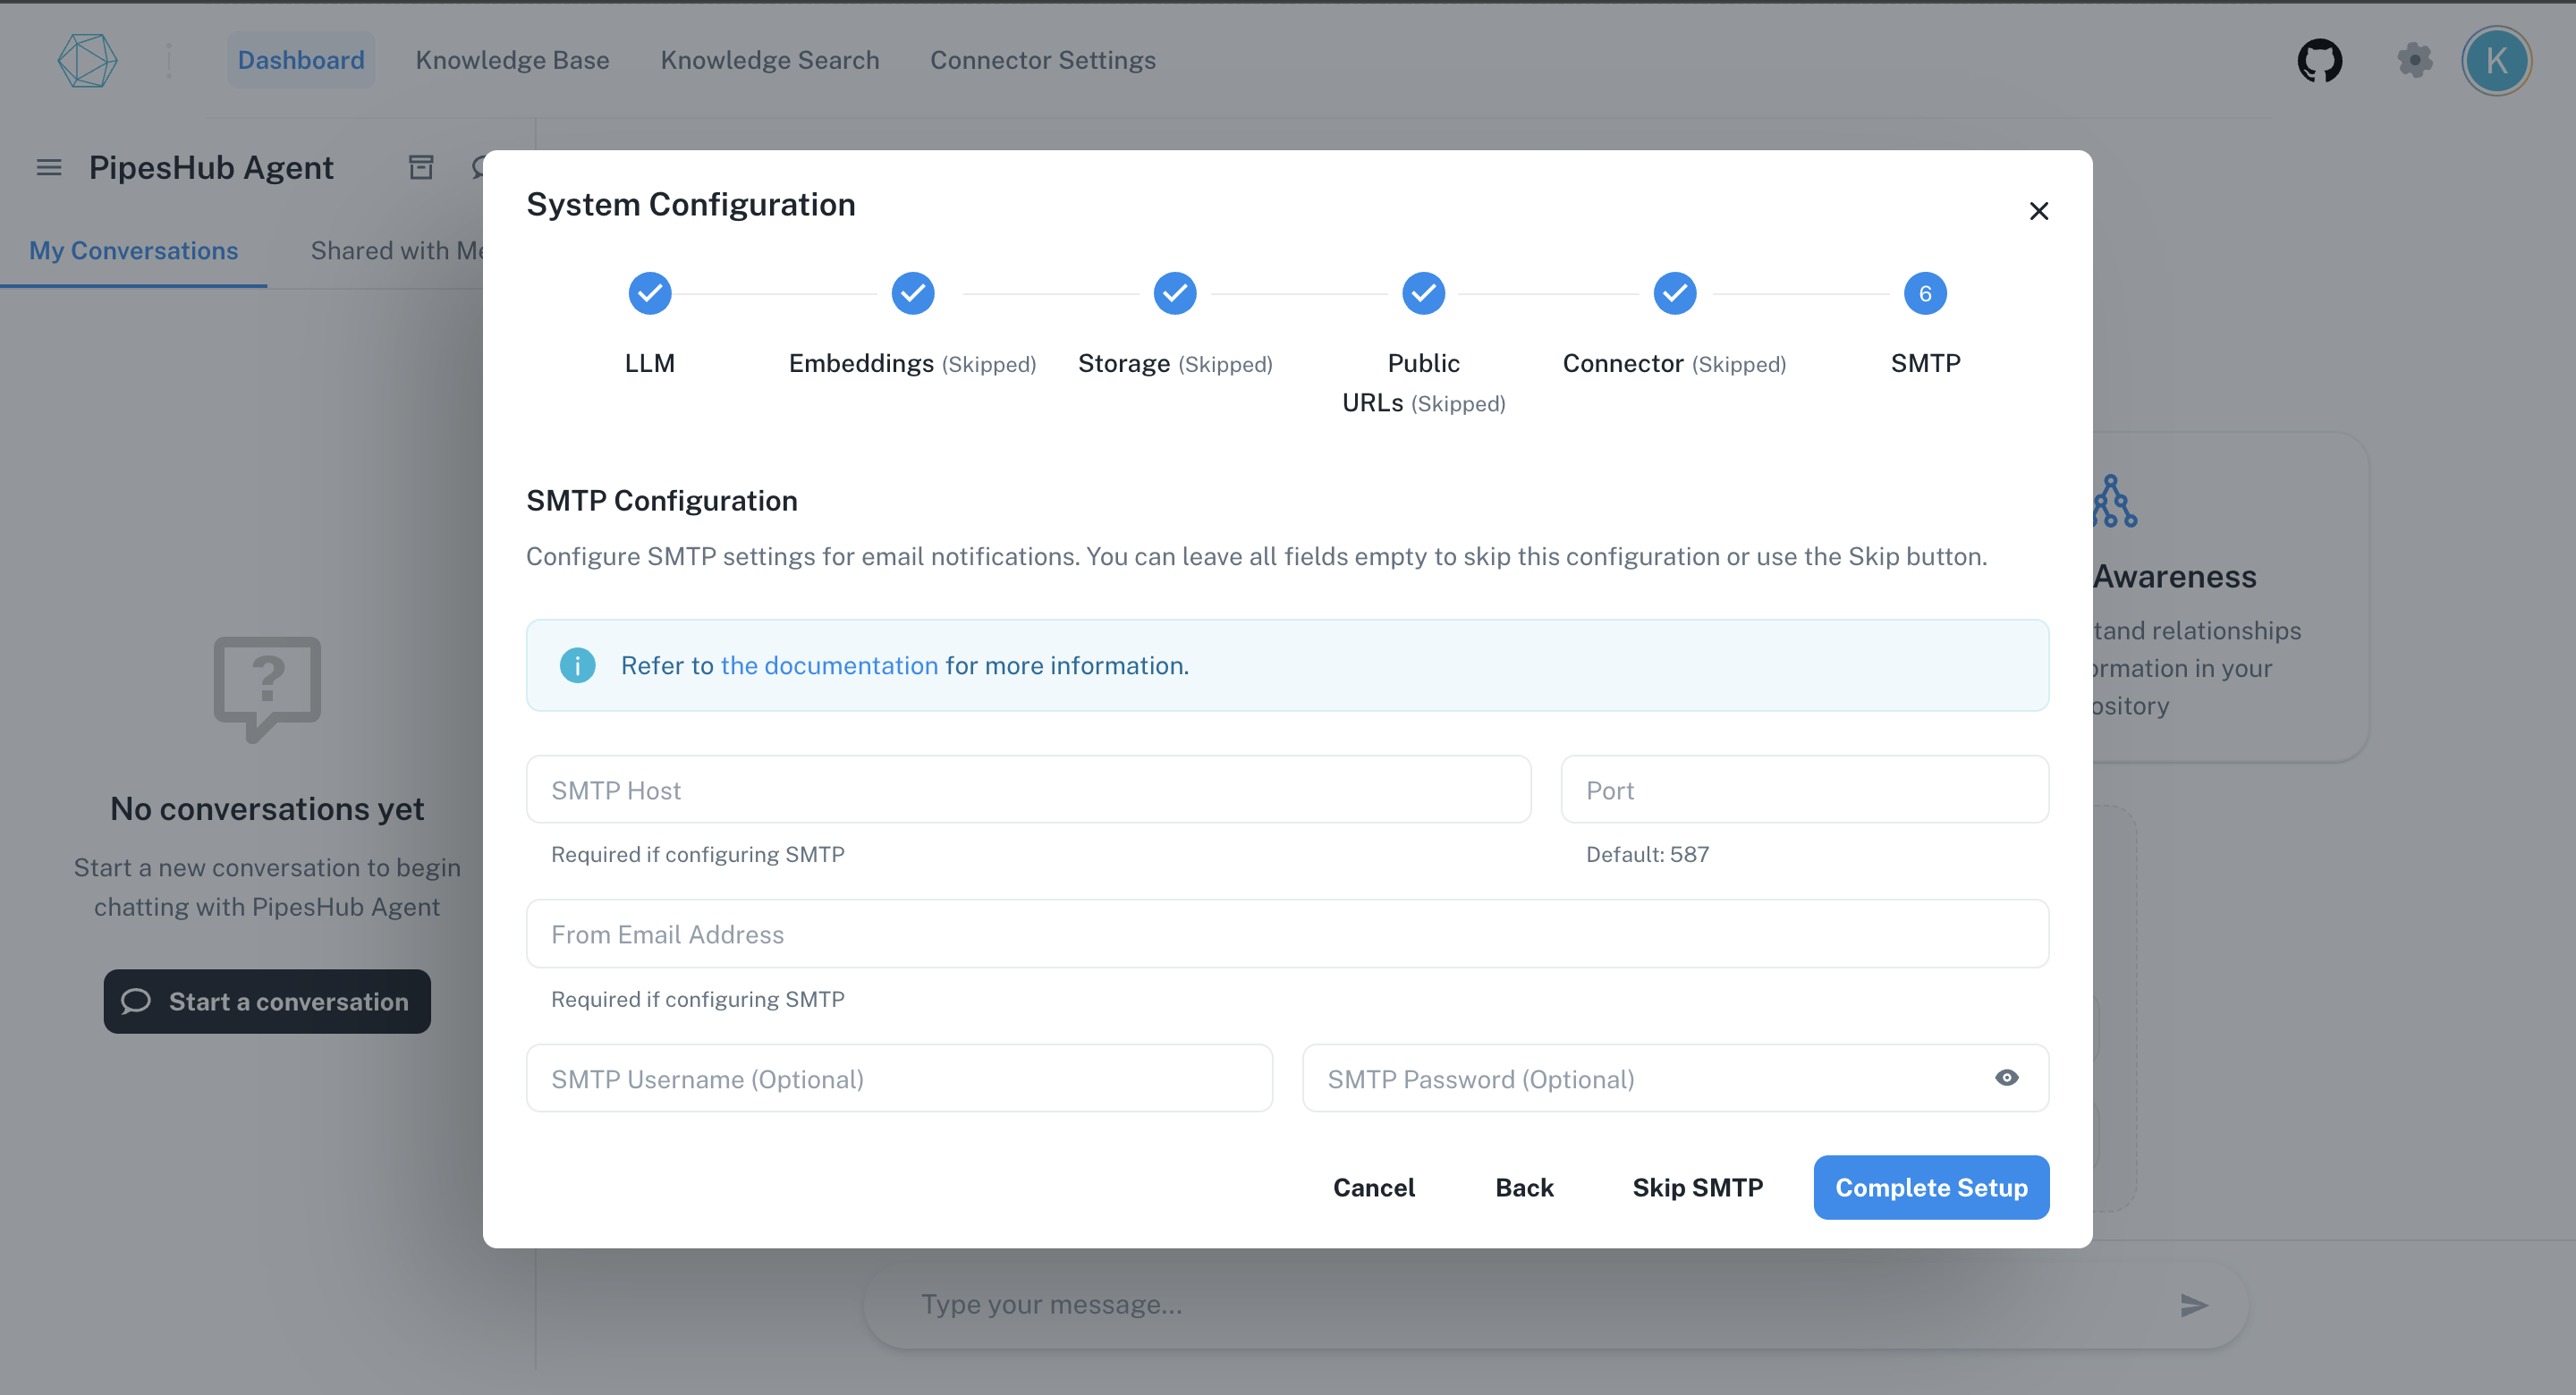 Dashboard
Knowledge Base
Knowledge Search
Connector Settings
K
PipesHub Agent
My Conversations
Shared with Me
No conversations yet
Start a new conversation to begin
chatting with PipesHub Agent
Start a conversation
System Configuration
6
LLM
Embeddings (Skipped)
Storage (Skipped)
Public
URLs (Skipped)
Connector (Skipped)
SMTP
SMTP Configuration
Configure SMTP settings for email notifications. You can leave all fields empty to skip this configuration or use the Skip button.
Refer to the documentation for more information.
SMTP Host
Port
Required if configuring SMTP
Default: 587
From Email Address
Required if configuring SMTP
SMTP Username (Optional)
SMTP Password (Optional)
Cancel
Back
Skip SMTP
Complete Setup
Awareness
relationships
in your
Type your message...